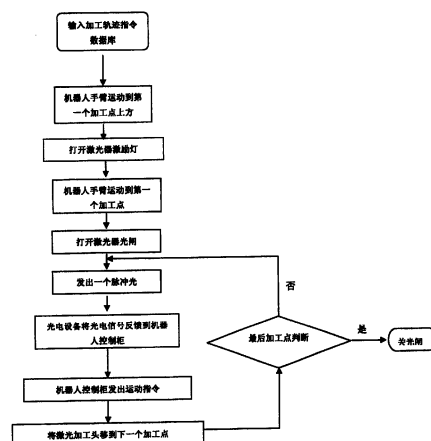 输入加工轨迹指令
数据库
机器人手臂运动到第
一个加工点上方
打开激光器激励灯
机器人手臂运动到第一
个加工点
打开激光器光闸
发出一个脉冲光
光电设备将光电信号反馈到机器
人控制柜
机器人控制柜发出运动指令
将激光加工头移到下一个加工点
否
最后加工点判断
是
关光闸